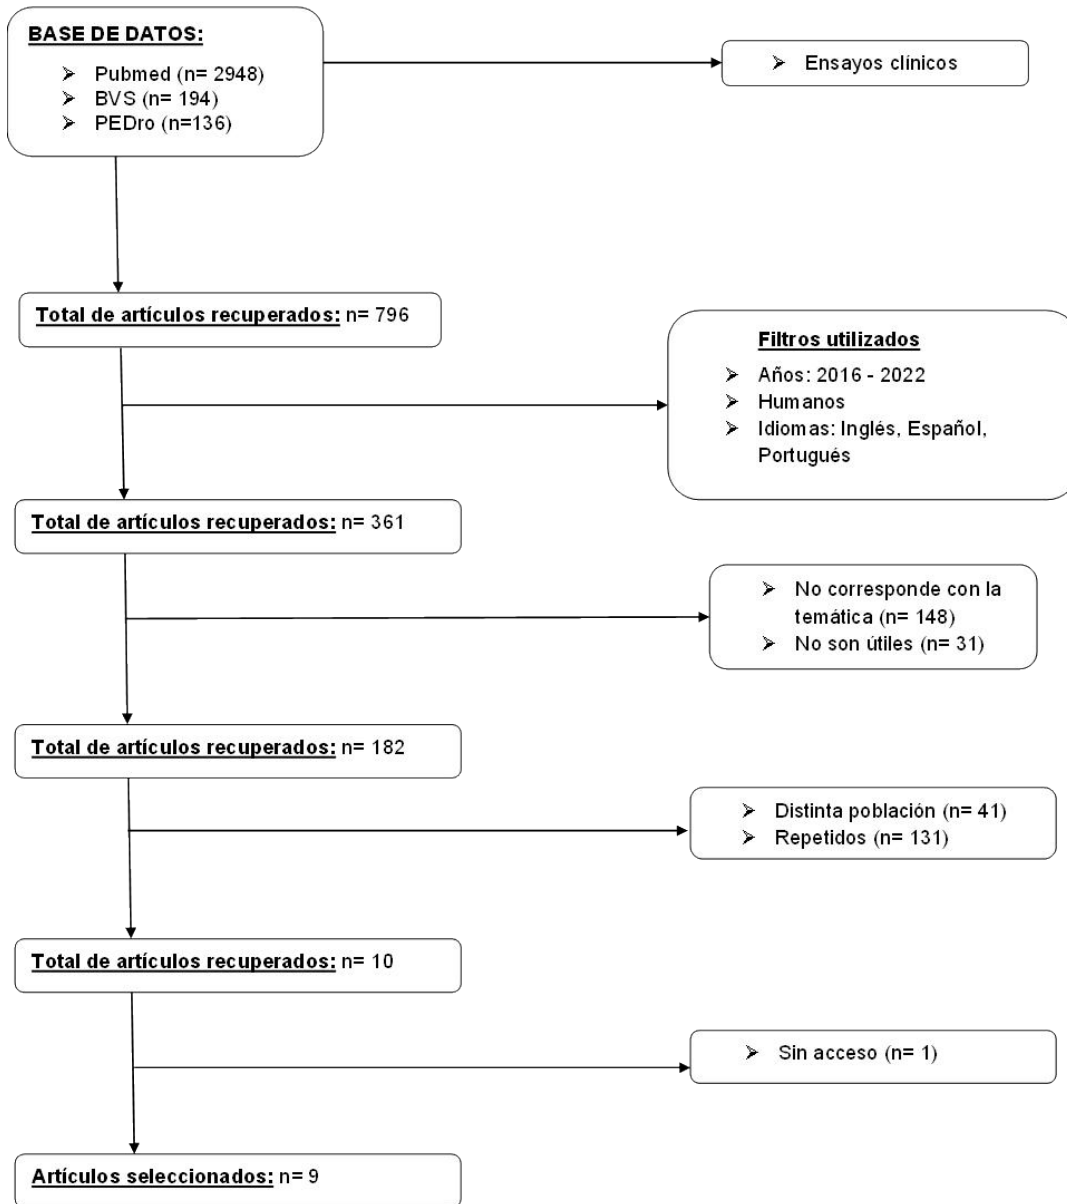 BASE DE DATOS:
➢ Pubmed (n= 2948)
➢ BVS (n= 194)
➢ PEDro (n=136)
➢ Ensayos clínicos
Total de artículos recuperados: n= 796
Filtros utilizados
➢ Años: 2016 - 2022
➢ Humanos
➢ Idiomas: Inglés, Español,
Portugués
Total de artículos recuperados: n= 361
➢ No corresponde con la
temática (n= 148)
➢ No son útiles (n= 31)
Total de artículos recuperados: n= 182
➢ Distinta población (n= 41)
➢ Repetidos (n= 131)
Total de artículos recuperados: n= 10
➢ Sin acceso (n= 1)
Artículos seleccionados: n= 9